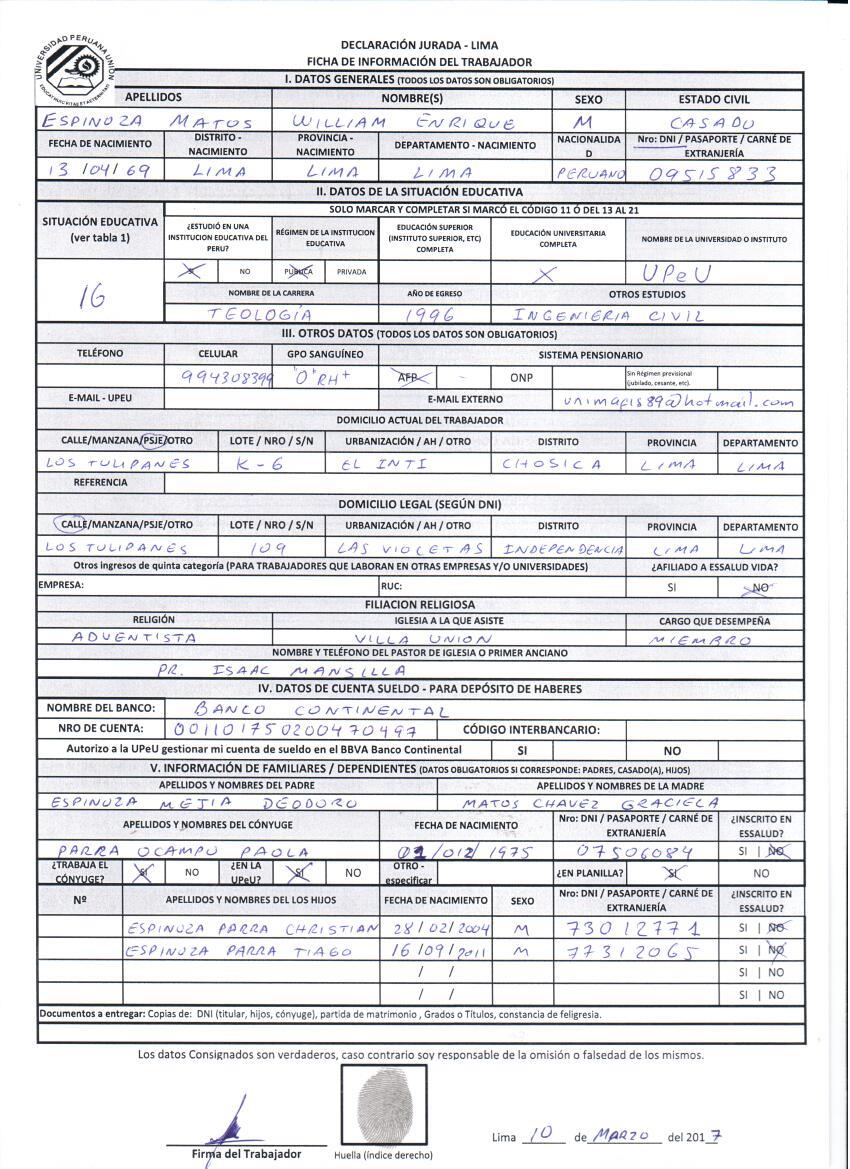 UNIVERSIDAD PERUANA UNION
DECLARACIÓN JURADA - LIMA
FICHA DE INFORMACIÓN DEL TRABAJADOR
I. DATOS GENERALES (TODOS LOS DATOS SON OBLIGATORIOS)
APELLIDOS NOMBRE(S) SEXO ESTADO CIVIL
ESPINOZA MATOS WILLIAM ENRIQUE M CASADO
FECHA DE NACIMIENTO DISTRITO - NACIMIENTO PROVINCIA - NACIMIENTO DEPARTAMENTO - NACIMIENTO NACIONALIDAD Nro: DNI / PASAPORTE / CARNÉ DE EXTRANJERÍA
13 /04/ 69 LIMA LIMA LIMA PERUANO 09515833
II. DATOS DE LA SITUACIÓN EDUCATIVA
SOLO MARCAR Y COMPLETAR SI MARCÓ EL CÓDIGO 11 Ó DEL 13 AL 21
SITUACIÓN EDUCATIVA (ver tabla 1) ¿ESTUDIÓ EN UNA INSTITUCION EDUCATIVA DEL PERU? RÉGIMEN DE LA INSTITUCION EDUCATIVA EDUCACIÓN SUPERIOR (INSTITUTO SUPERIOR, ETC) COMPLETA EDUCACIÓN UNIVERSITARIA COMPLETA NOMBRE DE LA UNIVERSIDAD O INSTITUTO
16 SI NO PUBLICA PRIVADA X UPeU
NOMBRE DE LA CARRERA AÑO DE EGRESO OTROS ESTUDIOS
TEOLOGÍA 1996 INGENIERIA CIVIL
III. OTROS DATOS (TODOS LOS DATOS SON OBLIGATORIOS)
TELÉFONO CELULAR GPO SANGUÍNEO SISTEMA PENSIONARIO
994308399 "O"RH+ AFP - ONP Sin Régimen previsional (jubilado, cesante, etc).
E-MAIL - UPEU E-MAIL EXTERNO unimafis89@hotmail.com
DOMICILIO ACTUAL DEL TRABAJADOR
CALLE/MANZANA/PSJE/OTRO LOTE / NRO / S/N URBANIZACIÓN / AH / OTRO DISTRITO PROVINCIA DEPARTAMENTO
LOS TULIPANES K-6 EL INTI CHOSICA LIMA LIMA
REFERENCIA
DOMICILIO LEGAL (SEGÚN DNI)
CALLE/MANZANA/PSJE/OTRO LOTE / NRO / S/N URBANIZACIÓN / AH / OTRO DISTRITO PROVINCIA DEPARTAMENTO
LOS TULIPANES 109 LAS VIOLETAS INDEPENDENCIA LIMA LIMA
Otros ingresos de quinta categoría (PARA TRABAJADORES QUE LABORAN EN OTRAS EMPRESAS Y/O UNIVERSIDADES) ¿AFILIADO A ESSALUD VIDA?
EMPRESA: RUC: SI NO
FILIACION RELIGIOSA
RELIGIÓN IGLESIA A LA QUE ASISTE CARGO QUE DESEMPEÑA
ADVENTISTA VILLA UNION MIEMBRO
NOMBRE Y TELÉFONO DEL PASTOR DE IGLESIA O PRIMER ANCIANO
PR. ISAAC MANSILLA
IV. DATOS DE CUENTA SUELDO - PARA DEPÓSITO DE HABERES
NOMBRE DEL BANCO: BANCO CONTINENTAL
NRO DE CUENTA: 001101750200470497 CÓDIGO INTERBANCARIO:
Autorizo a la UPeU gestionar mi cuenta de sueldo en el BBVA Banco Continental SI NO
V. INFORMACIÓN DE FAMILIARES / DEPENDIENTES (DATOS OBLIGATORIOS SI CORRESPONDE: PADRES, CASADO(A), HIJOS)
APELLIDOS Y NOMBRES DEL PADRE APELLIDOS Y NOMBRES DE LA MADRE
ESPINOZA MEJIA DEODORO MATOS CHAVEZ GRACIELA
APELLIDOS Y NOMBRES DEL CÓNYUGE FECHA DE NACIMIENTO Nro: DNI / PASAPORTE / CARNÉ DE EXTRANJERÍA ¿INSCRITO EN ESSALUD?
PARRA OCAMPO PAOLA 01/012/1975 07506084 SI | NO
¿TRABAJA EL CÓNYUGE? SI NO ¿EN LA UPeU? SI NO OTRO - especificar ¿EN PLANILLA? SI NO
Nº APELLIDOS Y NOMBRES DEL LOS HIJOS FECHA DE NACIMIENTO SEXO Nro: DNI / PASAPORTE / CARNÉ DE EXTRANJERÍA ¿INSCRITO EN ESSALUD?
ESPINOZA PARRA CHRISTIAN 28/02/2004 M 73012771 SI | NO
ESPINOZA PARRA TIAGO 16/09/2011 M 77312065 SI | NO
/ / SI | NO
/ / SI | NO
Documentos a entregar: Copias de: DNI (titular, hijos, cónyuge), partida de matrimonio , Grados o Títulos, constancia de feligresia.
Los datos Consignados son verdaderos, caso contrario soy responsable de la omisión o falsedad de los mismos.
Lima 10 de MARZO del 2017
Firma del Trabajador Huella (índice derecho)